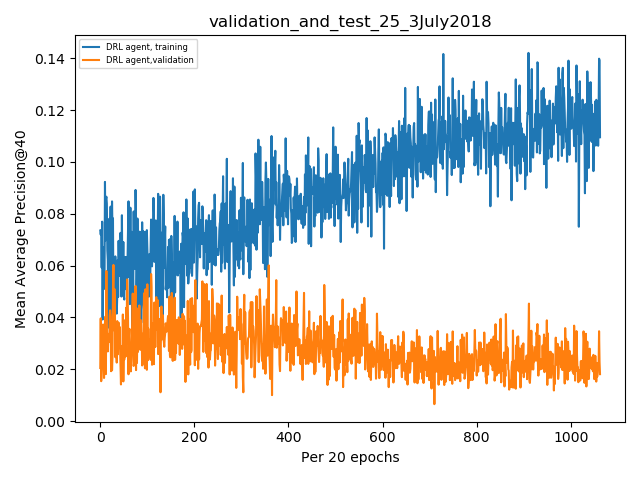 validation_and_test_25_3July2018
DRL agent, training
DRL agent,validation
Mean Average Precision@40
0.14
0.12
0.10
0.08
0.06
0.04
0.02
0.00
0 200 400 600 800 1000
Per 20 epochs